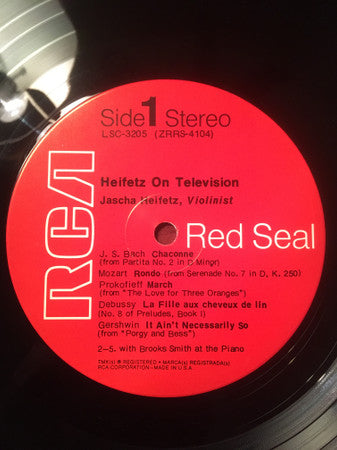 Side 1 Stereo
LSC-3205 (ZRRS-4104)
Heifetz On Television
Jascha Heifetz, Violinist
RCA
Red Seal
J. S. Bach Chaconne
(from Partita No. 2 in D Minor)
Mozart Rondo (from Serenade No. 7 in D, K. 250)
Prokofieff March
(from "The Love for Three Oranges")
Debussy La Fille aux cheveux de lin
(No. 8 of Preludes, Book I)
Gershwin It Ain't Necessarily So
(from "Porgy and Bess")
2-S. with Brooks Smith at the Piano
TMK(s) ® REGISTERED • MARCA(s) REGISTRADA(s)
RCA CORPORATION - MADE IN U.S.A.